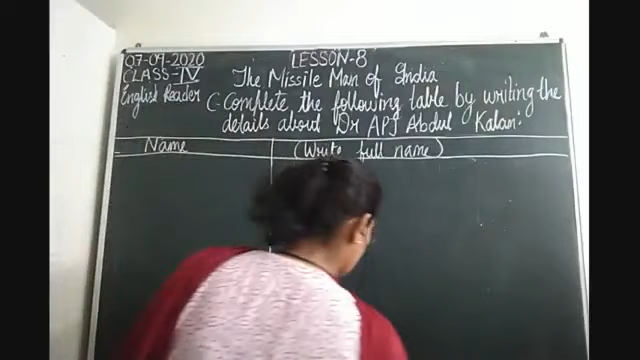 07-09-2020 LESSON-8
CLASS-IV The Missile Man of India
English Reader C-Complete the following table by writing the
details about Dr APJ Abdul Kalam:
Name (Write full name)